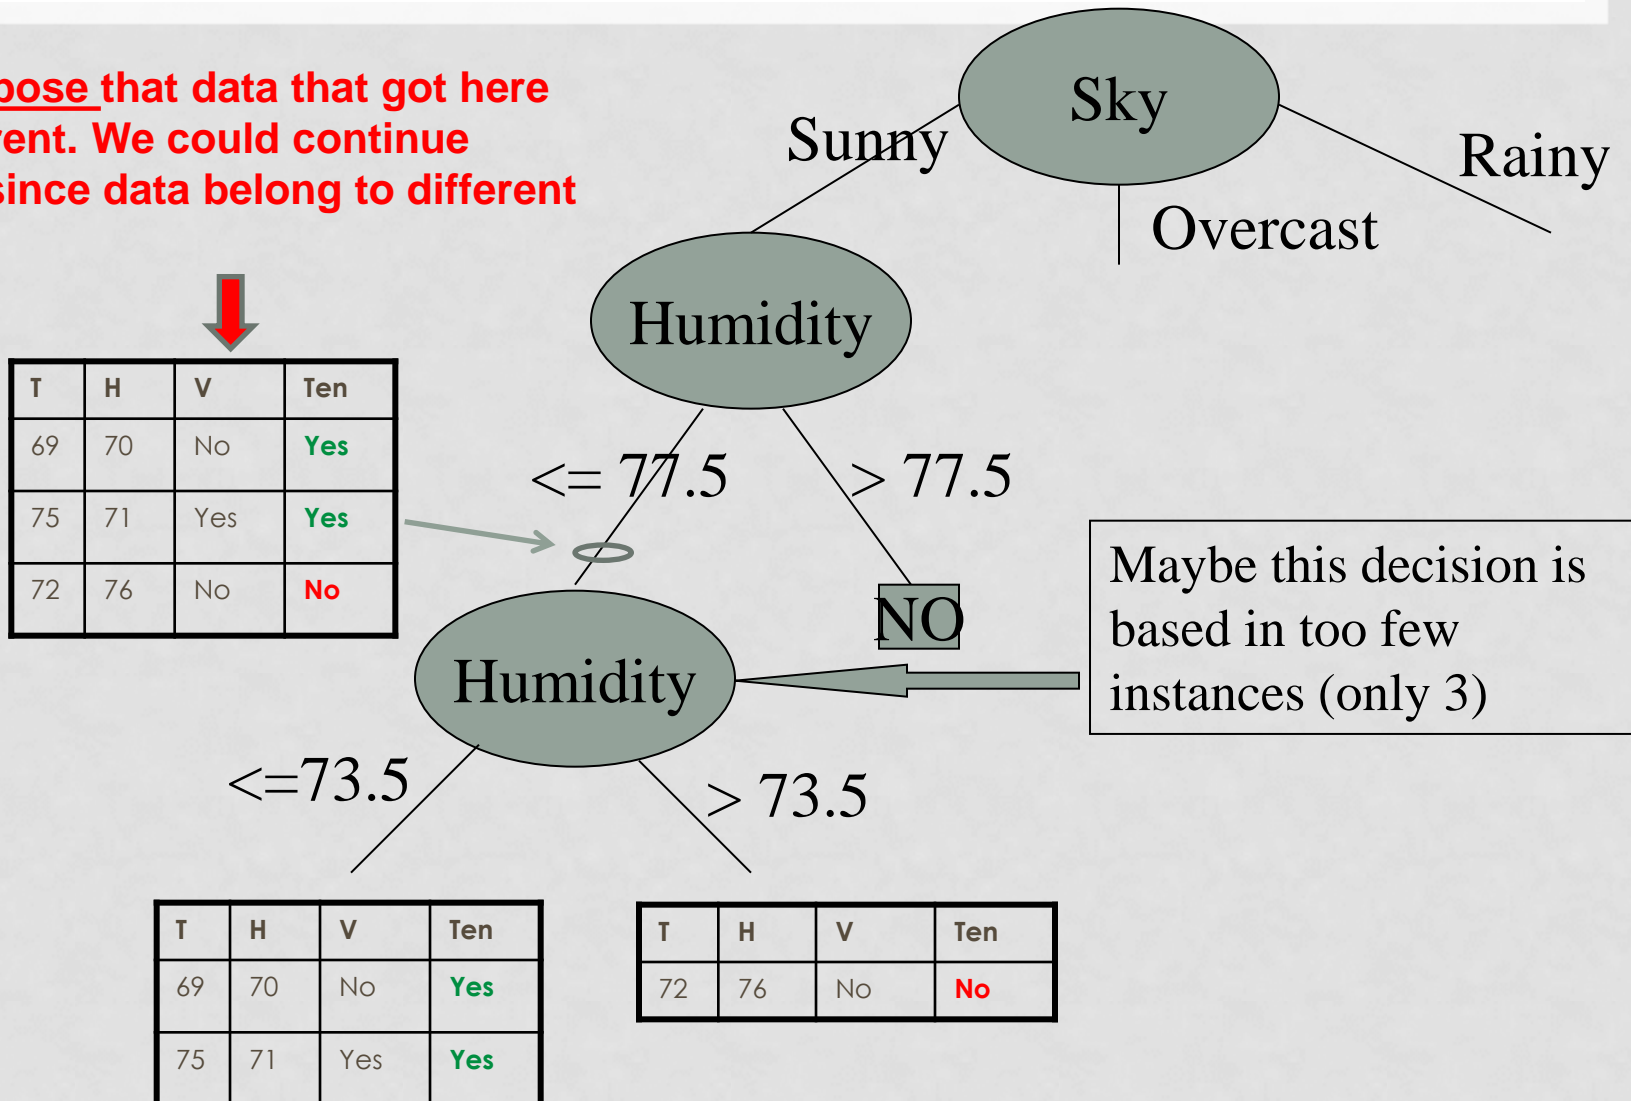 pose that data that got here
rent. We could continue
since data belong to different
Sky
Sunny
Rainy
Overcast
Humidity
T H V Ten
69 70 No Yes
75 71 Yes Yes
72 76 No No
<= 77.5
> 77.5
NO
Maybe this decision is
based in too few
instances (only 3)
Humidity
<=73.5
> 73.5
T H V Ten
69 70 No Yes
75 71 Yes Yes
T H V Ten
72 76 No No